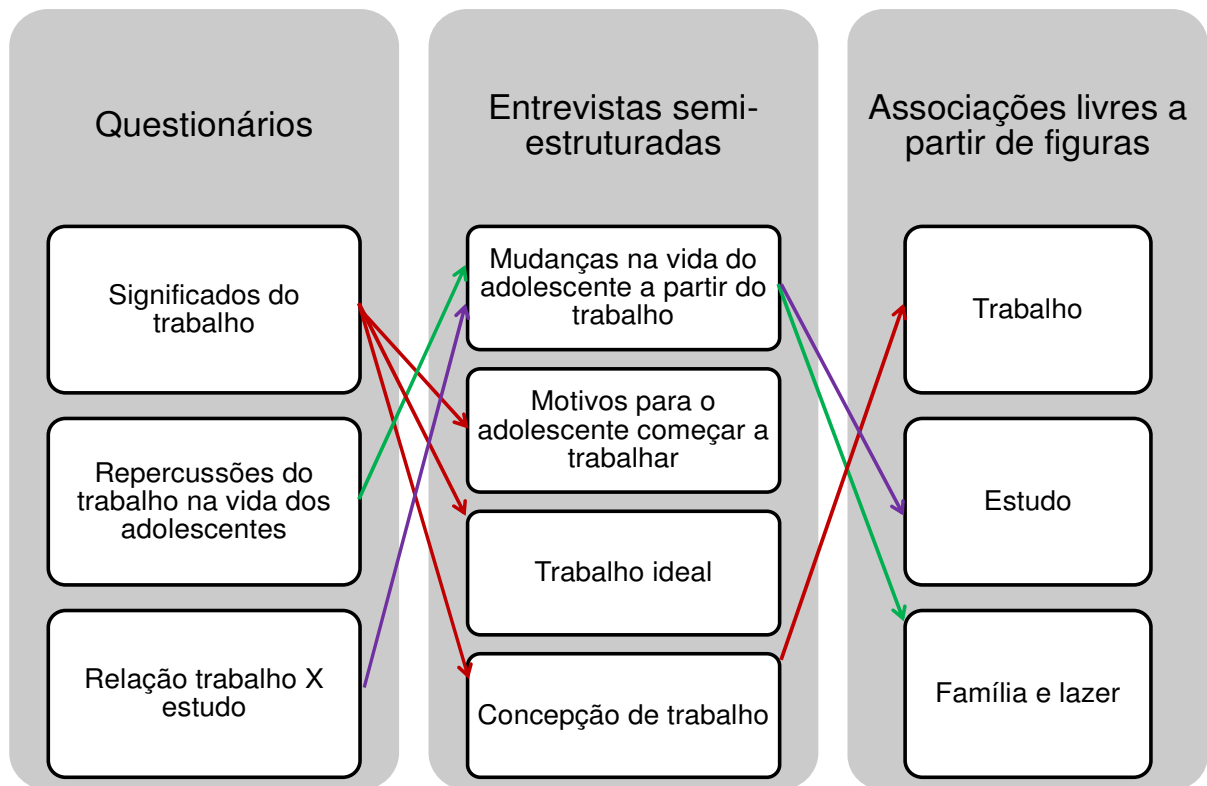 Questionários
Significados do
trabalho
Repercussões do
trabalho na vida dos
adolescentes
Relação trabalho X
estudo
Entrevistas semi-
estruturadas
Mudanças na vida do
adolescente a partir do
trabalho
Motivos para o
adolescente começar a
trabalhar
Trabalho ideal
Concepção de trabalho
Associações livres a
partir de figuras
Trabalho
Estudo
Família e lazer